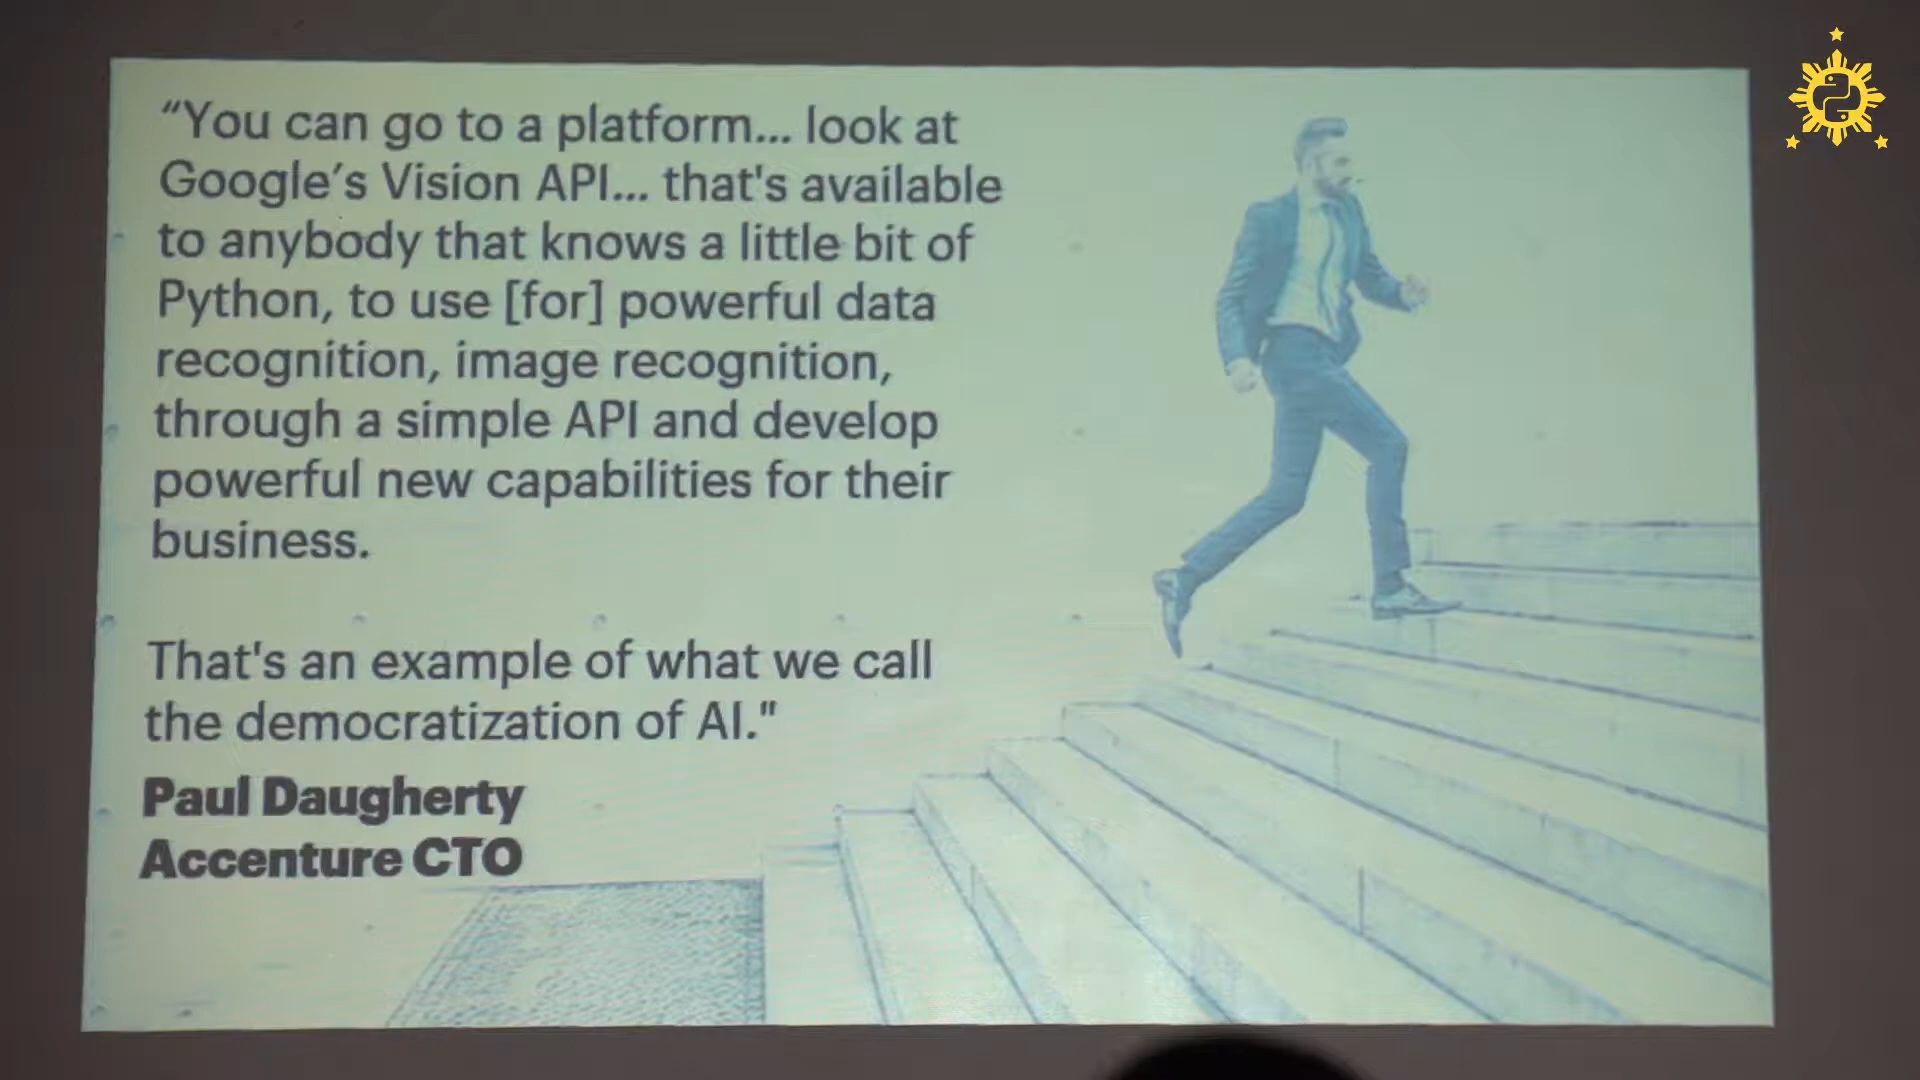 “You can go to a platform... look at
Google’s Vision API... that's available
to anybody that knows a little bit of
Python, to use [for] powerful data
recognition, image recognition,
through a simple API and develop
powerful new capabilities for their
business.
That's an example of what we call
the democratization of AI."
Paul Daugherty
Accenture CTO